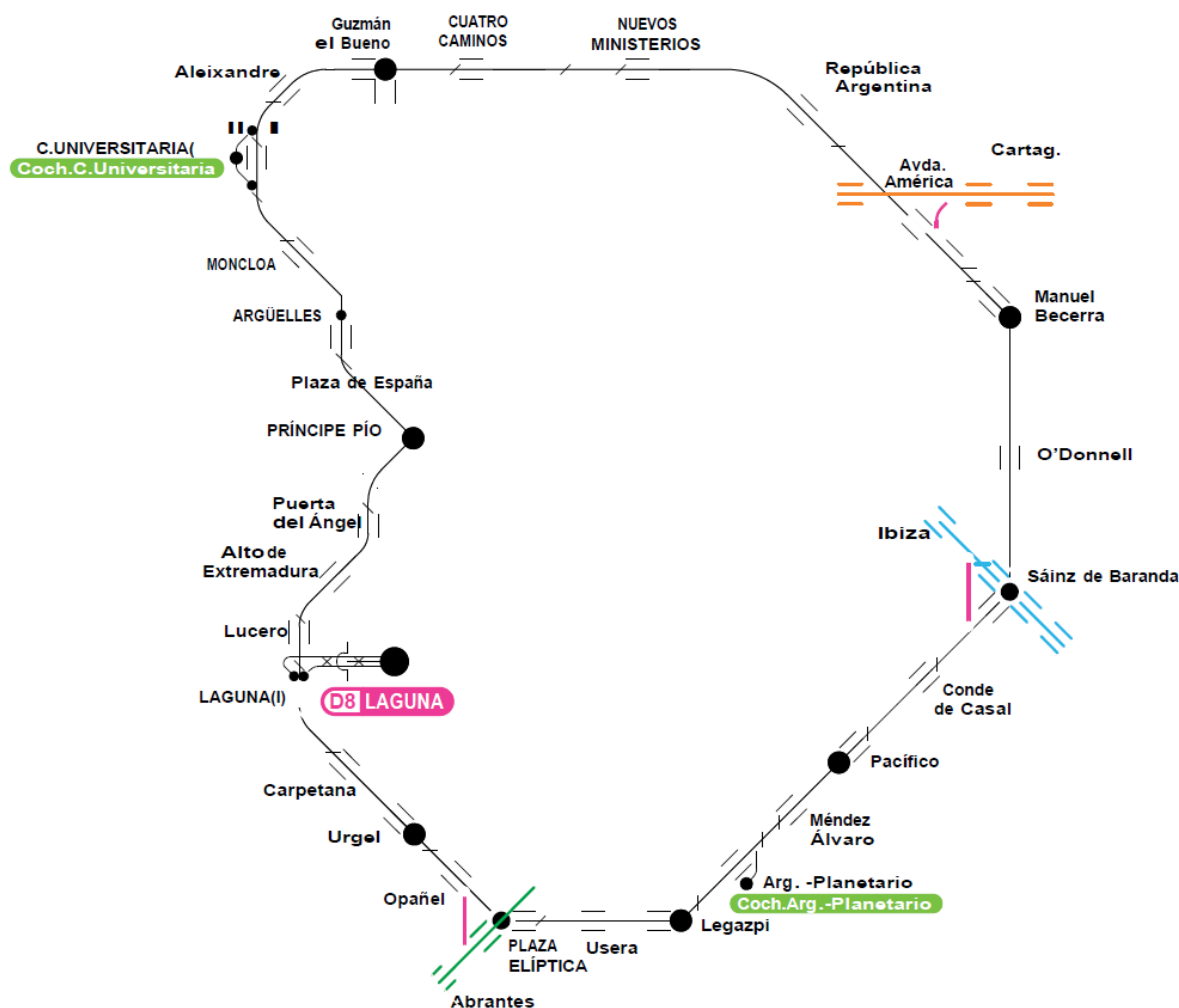 Guzmán
el Bueno
CUATRO
CAMINOS
NUEVOS
MINISTERIOS
Aleixandre
República
Argentina
C.UNIVERSITARIA(
Coch.C.Universitaria
Cartag.
Avda.
América
MONCLOA
ARGÜELLES
Manuel
Becerra
Plaza de España
PRÍNCIPE PÍO
O'Donnell
Puerta
del Ángel
Ibiza
Alto de
Extremadura
Sáinz de Baranda
Lucero
LAGUNA(I)
D8 LAGUNA
Conde
de Casal
Pacífico
Carpetana
Méndez
Álvaro
Urgel
Arg. -Planetario
Coch.Arg.-Planetario
Opañel
Legazpi
PLAZA
ELÍPTICA
Usera
Abrantes